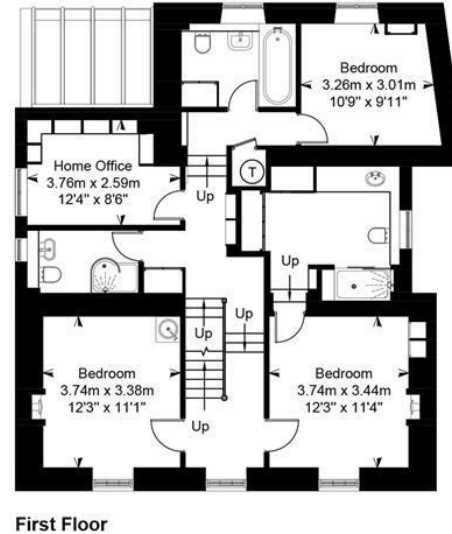 Bedroom
3.26m x 3.01m
10'9" x 9'11"
Home Office
3.76m x 2.59m
12'4" x 8'6"
Up
T
Up
Up
Up
Bedroom
3.74m x 3.38m
12'3" x 11'1"
Bedroom
3.74m x 3.44m
12'3" x 11'4"
Up
First Floor